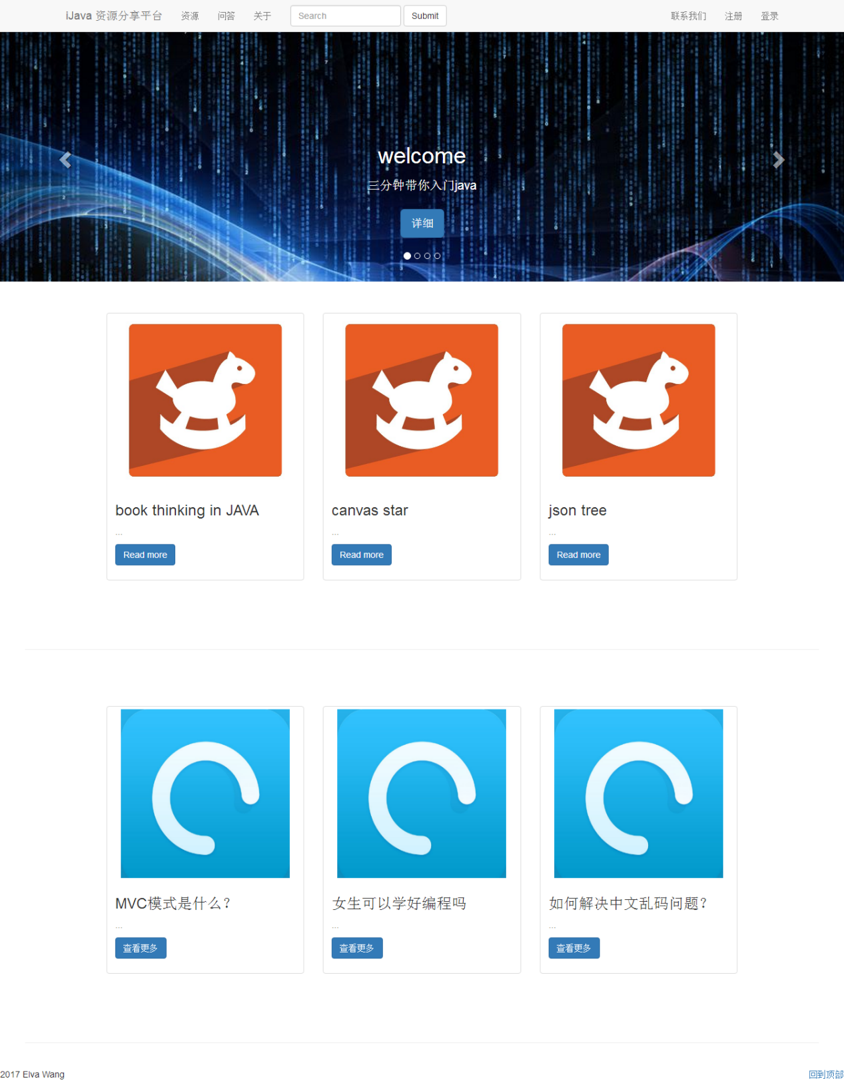 iJava 资源分享平台 资源 问答 关于 Search Submit 联系我们 注册 登录
welcome
三分钟带你入门java
详细
book thinking in JAVA
...
Read more
canvas star
...
Read more
json tree
...
Read more
MVC模式是什么?
...
查看更多
女生可以学好编程吗
...
查看更多
如何解决中文乱码问题?
...
查看更多
2017 Elva Wang 回到顶部